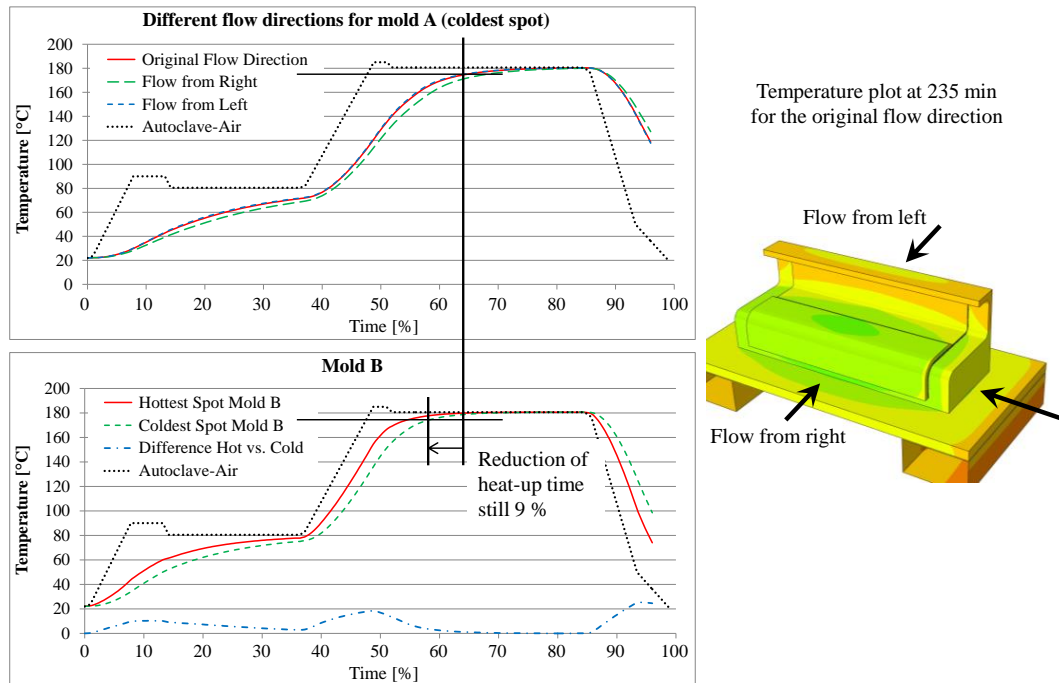 Different flow directions for mold A (coldest spot)
200
180
160
140
120
100
80
60
40
20
0
Temperature [°C]
Original Flow Direction
Flow from Right
Flow from Left
Autoclave-Air
0 10 20 30 40 50 60 70 80 90 100
Time [%]
Mold B
200
180
160
140
120
100
80
60
40
20
0
Temperature [°C]
Hottest Spot Mold B
Coldest Spot Mold B
Difference Hot vs. Cold
Autoclave-Air
Reduction of
heat-up time
still 9 %
0 10 20 30 40 50 60 70 80 90 100
Time [%]
Temperature plot at 235 min
for the original flow direction
Flow from left
Flow from right